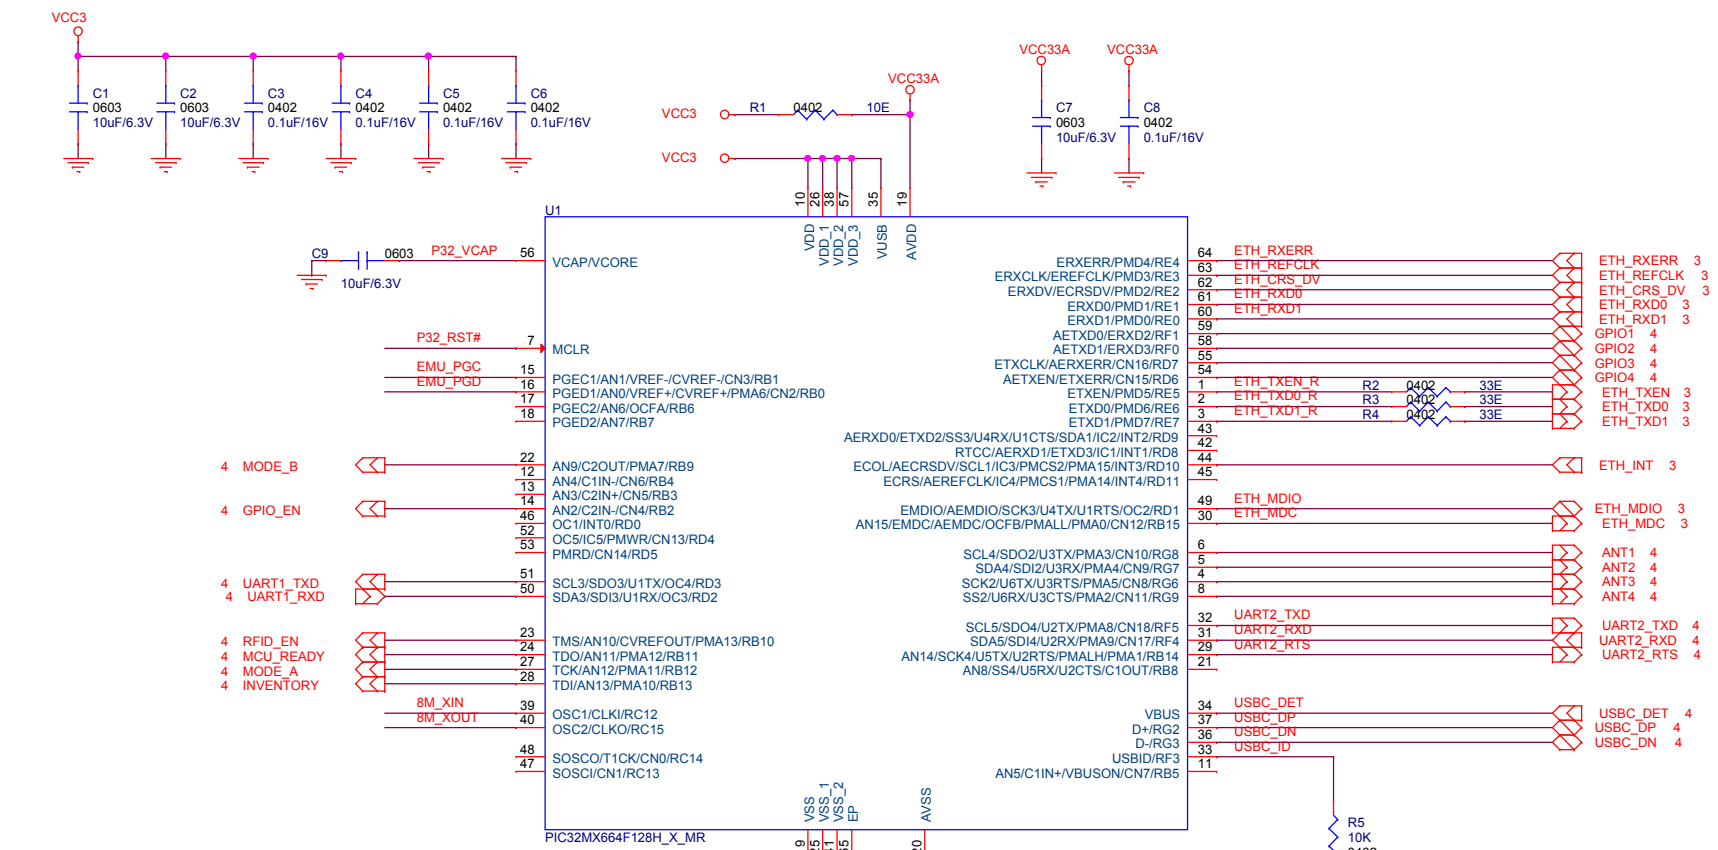 VCC3
C1
0603
10uF/6.3V
C2
0603
10uF/6.3V
C3
0402
0.1uF/16V
C4
0402
0.1uF/16V
C5
0402
0.1uF/16V
C6
0402
0.1uF/16V
VCC3
R1
0402
10E
VCC33A
VCC3
VCC33A
C7
0603
10uF/6.3V
VCC33A
C8
0402
0.1uF/16V
10
26
38
57
35
19
U1
VDD
VDD_1
VDD_2
VDD_3
VUSB
AVDD
C9
0603
10uF/6.3V
P32_VCAP
56
VCAP/VCORE
P32_RST#
7
MCLR
EMU_PGC
15
PGEC1/AN1/VREF-/CVREF-/CN3/RB1
EMU_PGD
16
PGED1/AN0/VREF+/CVREF+/PMA6/CN2/RB0
17
PGEC2/AN6/OCFA/RB6
18
PGED2/AN7/RB7
4 MODE_B
22
AN9/C2OUT/PMA7/RB9
12
AN4/C1IN-/CN6/RB4
13
AN3/C2IN+/CN5/RB3
4 GPIO_EN
14
AN2/C2IN-/CN4/RB2
46
OC1/INT0/RD0
52
OC5/IC5/PMWR/CN13/RD4
53
PMRD/CN14/RD5
4 UART1_TXD
51
SCL3/SDO3/U1TX/OC4/RD3
4 UART1_RXD
50
SDA3/SDI3/U1RX/OC3/RD2
4 RFID_EN
23
TMS/AN10/CVREFOUT/PMA13/RB10
4 MCU_READY
24
TDO/AN11/PMA12/RB11
4 MODE_A
27
TCK/AN12/PMA11/RB12
4 INVENTORY
28
TDI/AN13/PMA10/RB13
8M_XIN
39
OSC1/CLKI/RC12
8M_XOUT
40
OSC2/CLKO/RC15
48
SOSCO/T1CK/CN0/RC14
47
SOSCI/CN1/RC13
ERXERR/PMD4/RE4
64
ETH_RXERR
ETH_RXERR 3
ERXCLK/EREFCLK/PMD3/RE3
63
ETH_REFCLK
ETH_REFCLK 3
ERXDV/ECRSDV/PMD2/RE2
62
ETH_CRS_DV
ETH_CRS_DV 3
ERXD0/PMD1/RE1
61
ETH_RXD0
ETH_RXD0 3
ERXD1/PMD0/RE0
60
ETH_RXD1
ETH_RXD1 3
AETXD0/ERXD2/RF1
59
GPIO1 4
AETXD1/ERXD3/RF0
58
GPIO2 4
ETXCLK/AERXERR/CN16/RD7
55
GPIO3 4
AETXEN/ETXERR/CN15/RD6
54
GPIO4 4
ETXEN/PMD5/RE5
1
ETH_TXEN_R
R2
0402
33E
ETH_TXEN 3
ETXD0/PMD6/RE6
2
ETH_TXD0_R
R3
0402
33E
ETH_TXD0 3
ETXD1/PMD7/RE7
3
ETH_TXD1_R
R4
0402
33E
ETH_TXD1 3
AERXD0/ETXD2/SS3/U4RX/U1CTS/SDA1/IC2/INT2/RD9
43
RTCC/AERXD1/ETXD3/IC1/INT1/RD8
42
ECOL/AECRSDV/SCL1/IC3/PMCS2/PMA15/INT3/RD10
44
ETH_INT 3
ECRS/AEREFCLK/IC4/PMCS1/PMA14/INT4/RD11
45
EMDIO/AEMDIO/SCK3/U4TX/U1RTS/OC2/RD1
49
ETH_MDIO
ETH_MDIO 3
AN15/EMDC/AEMDC/OCFB/PMALL/PMA0/CN12/RB15
30
ETH_MDC
ETH_MDC 3
SCL4/SDO2/U3TX/PMA3/CN10/RG8
6
ANT1 4
SDA4/SDI2/U3RX/PMA4/CN9/RG7
5
ANT2 4
SCK2/U6TX/U3RTS/PMA5/CN8/RG6
4
ANT3 4
SS2/U6RX/U3CTS/PMA2/CN11/RG9
8
ANT4 4
SCL5/SDO4/U2TX/PMA8/CN18/RF5
32
UART2_TXD
UART2_TXD 4
SDA5/SDI4/U2RX/PMA9/CN17/RF4
31
UART2_RXD
UART2_RXD 4
AN14/SCK4/U5TX/U2RTS/PMALH/PMA1/RB14
29
UART2_RTS
UART2_RTS 4
AN8/SS4/U5RX/U2CTS/C1OUT/RB8
21
VBUS
34
USBC_DET
USBC_DET 4
D+/RG2
37
USBC_DP
USBC_DP 4
D-/RG3
36
USBC_DN
USBC_DN 4
USBID/RF3
33
USBC_ID
AN5/C1IN+/VBUSON/CN7/RB5
11
VSS
VSS_1
VSS_2
EP
AVSS
PIC32MX664F128H_X_MR
9
R5
10K